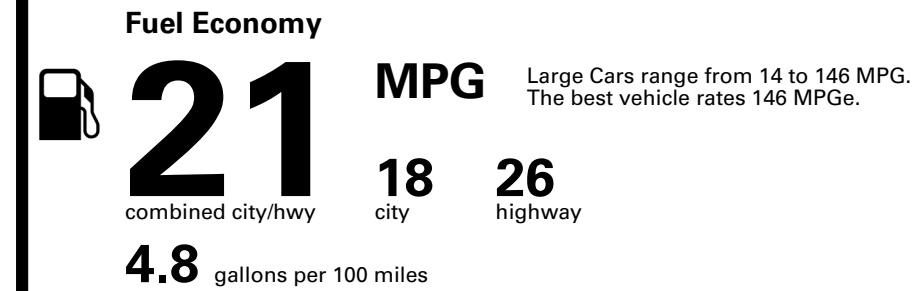 Fuel Economy
21 MPG
Large Cars range from 14 to 146 MPG.
The best vehicle rates 146 MPGe.
18 26
combined city/hwy city highway
4.8 gallons per 100 miles